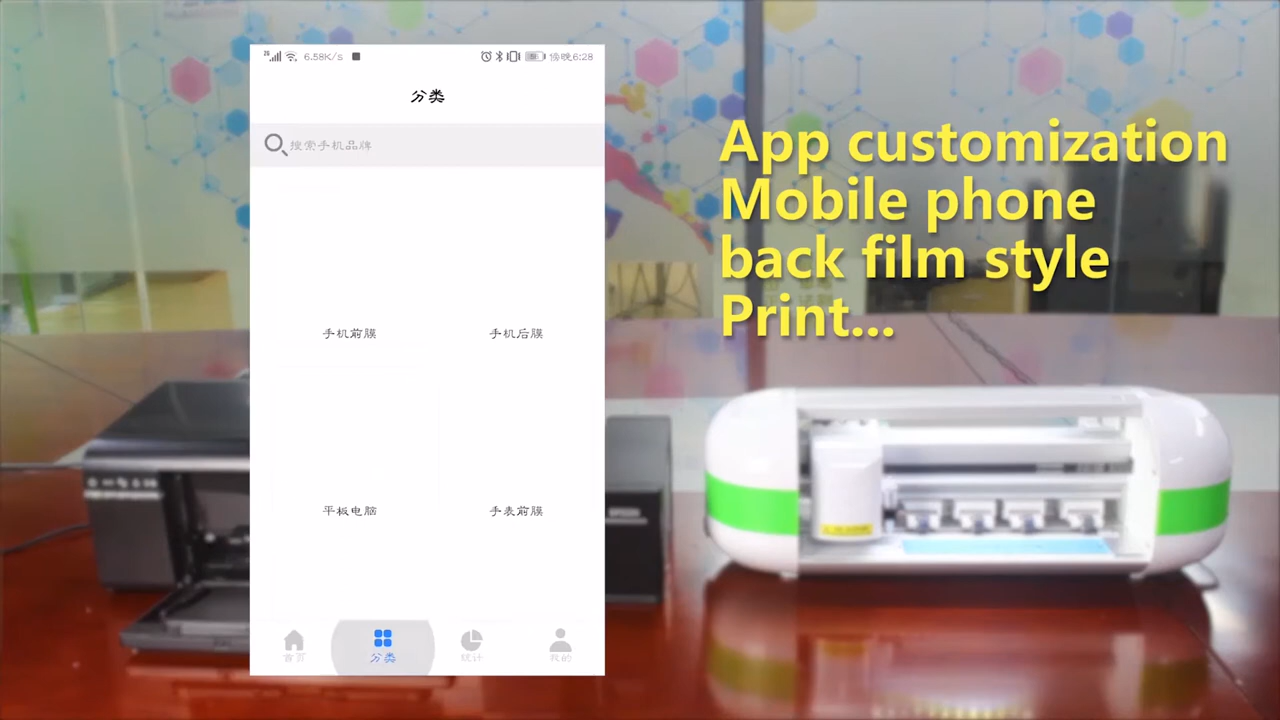 6.58K/s
傍晚6:28
分类
搜索手机品牌
手机前膜
手机后膜
平板电脑
手表前膜
首页
分类
统计
我的
App customization
Mobile phone
back film style
Print...